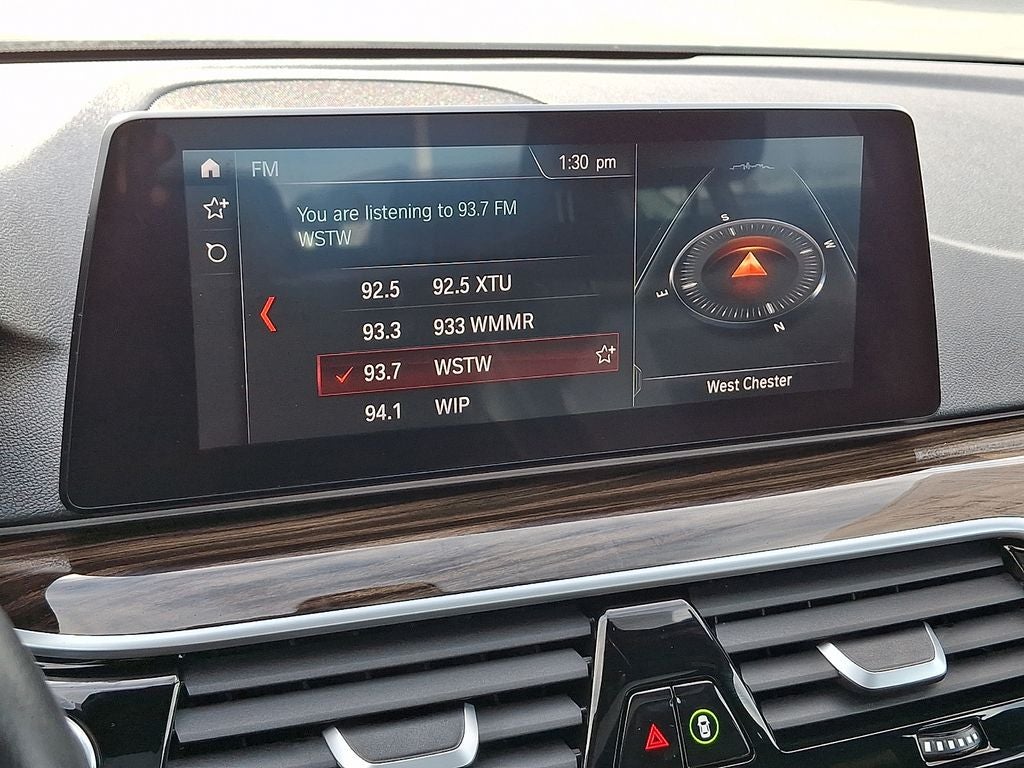 FM
1:30 pm
You are listening to 93.7 FM
WSTW
92.5 92.5 XTU
93.3 933 WMMR
93.7 WSTW
94.1 WIP
S
W
E
N
West Chester